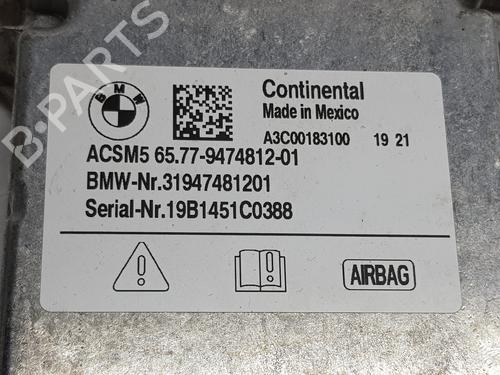 B-PARTS
BMW
Continental
Made in Mexico
A3C00183100 19 21
ACSM5 65.77-9474812-01
BMW-Nr.31947481201
Serial-Nr.19B1451C0388
AIRBAG